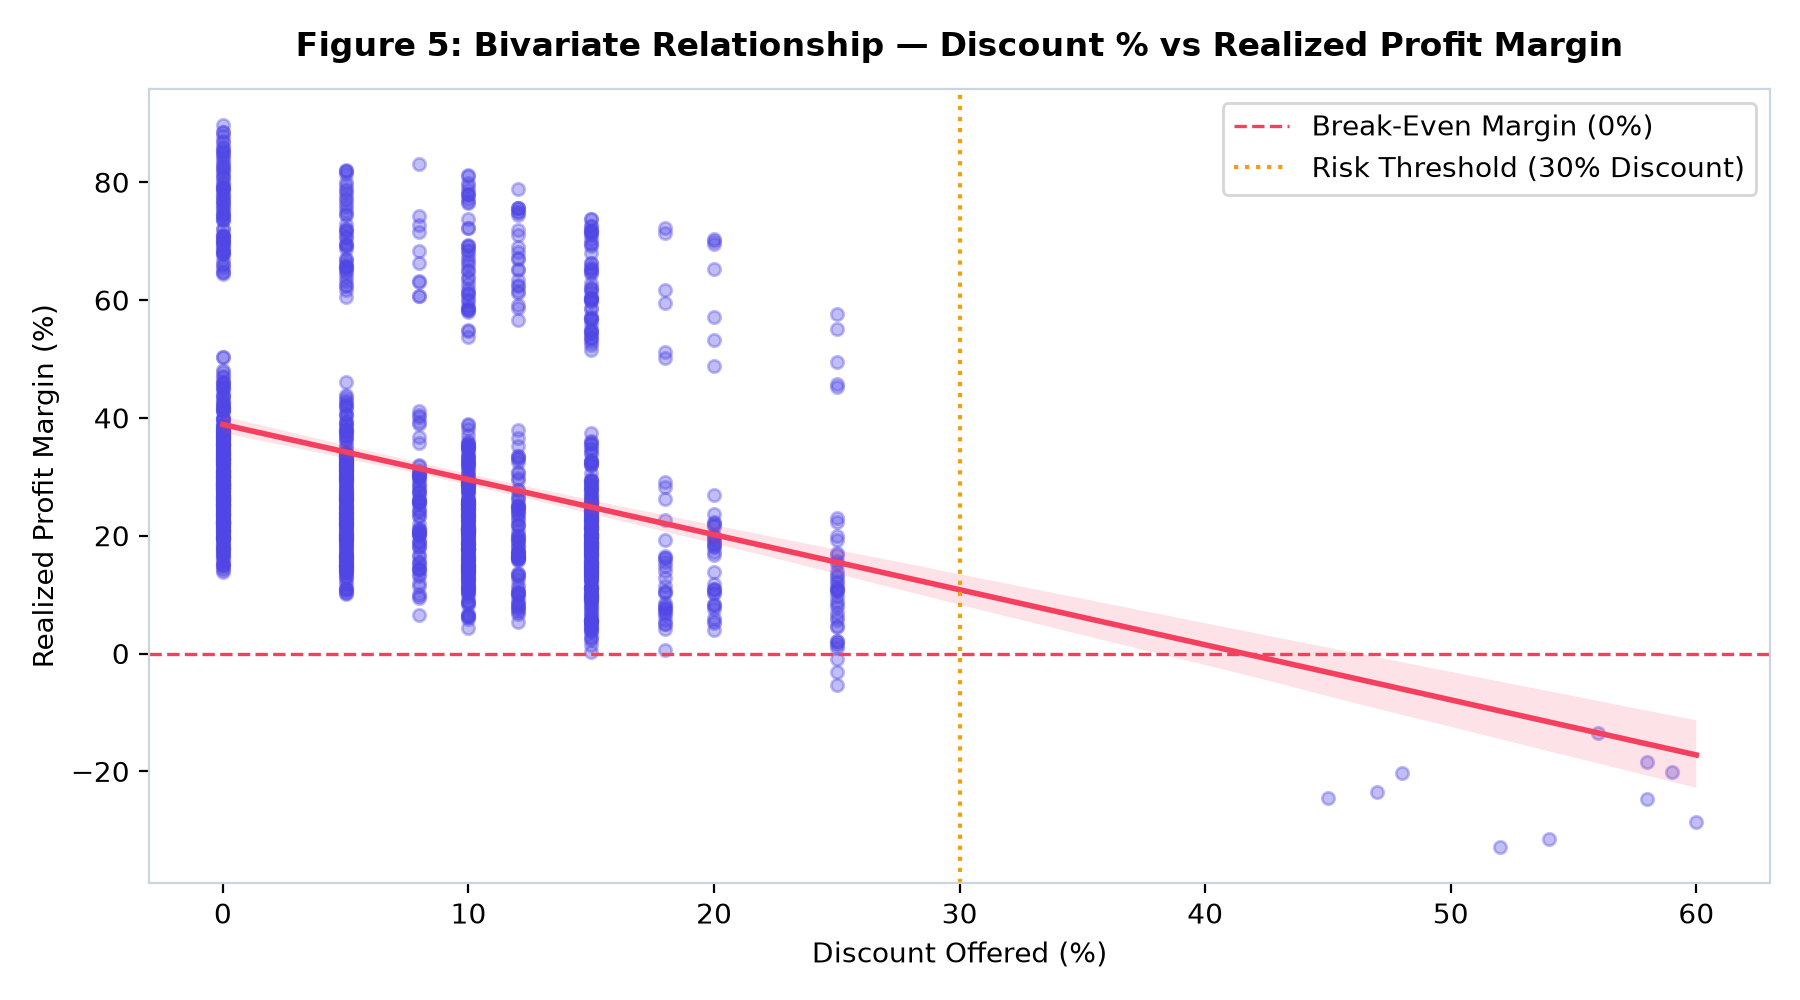 Figure 5: Bivariate Relationship — Discount % vs Realized Profit Margin
Break-Even Margin (0%)
Risk Threshold (30% Discount)
Realized Profit Margin (%)
80
60
40
20
0
−20
0 10 20 30 40 50 60
Discount Offered (%)